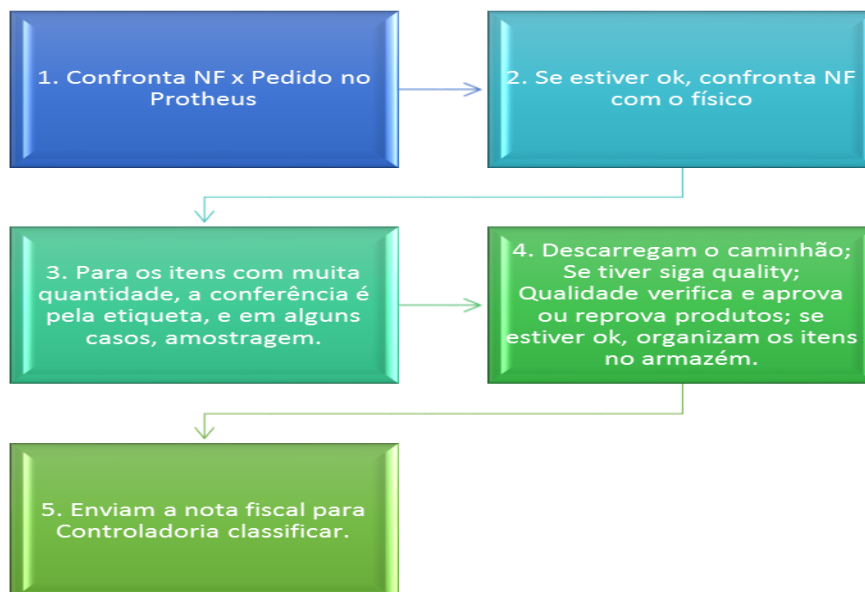 1. Confronta NF x Pedido no
Protheus
2. Se estiver ok, confronta NF
com o físico
3. Para os itens com muita
quantidade, a conferência é
pela etiqueta, e em alguns
casos, amostragem.
4. Descarregam o caminhão;
Se tiver siga quality;
Qualidade verifica e aprova
ou reprova produtos; se
estiver ok, organizam os itens
no armazém.
5. Enviam a nota fiscal para
Controladoria classificar.